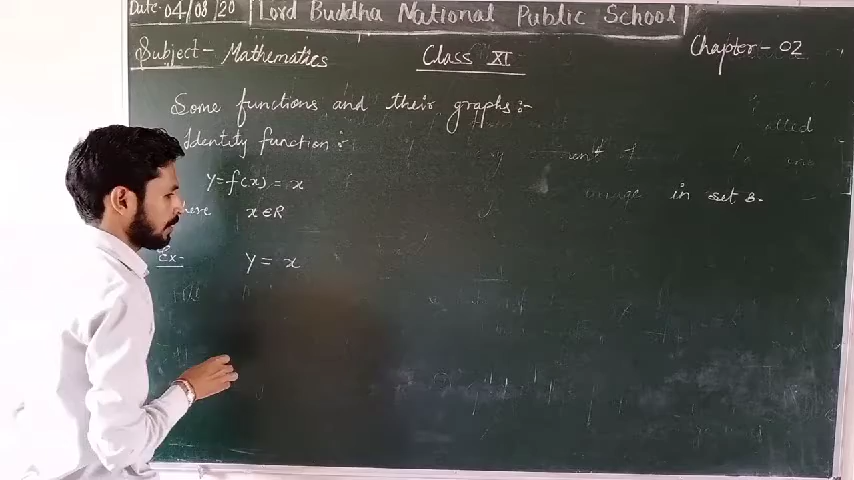 Date- 04/08/20 Lord Buddha National Public School
Subject- Mathematics Class XI Chapter- 02
Some functions and their graphs :-
Identity function :
y=f(x) = x
x∈R
in set B.
Ex-
y = x